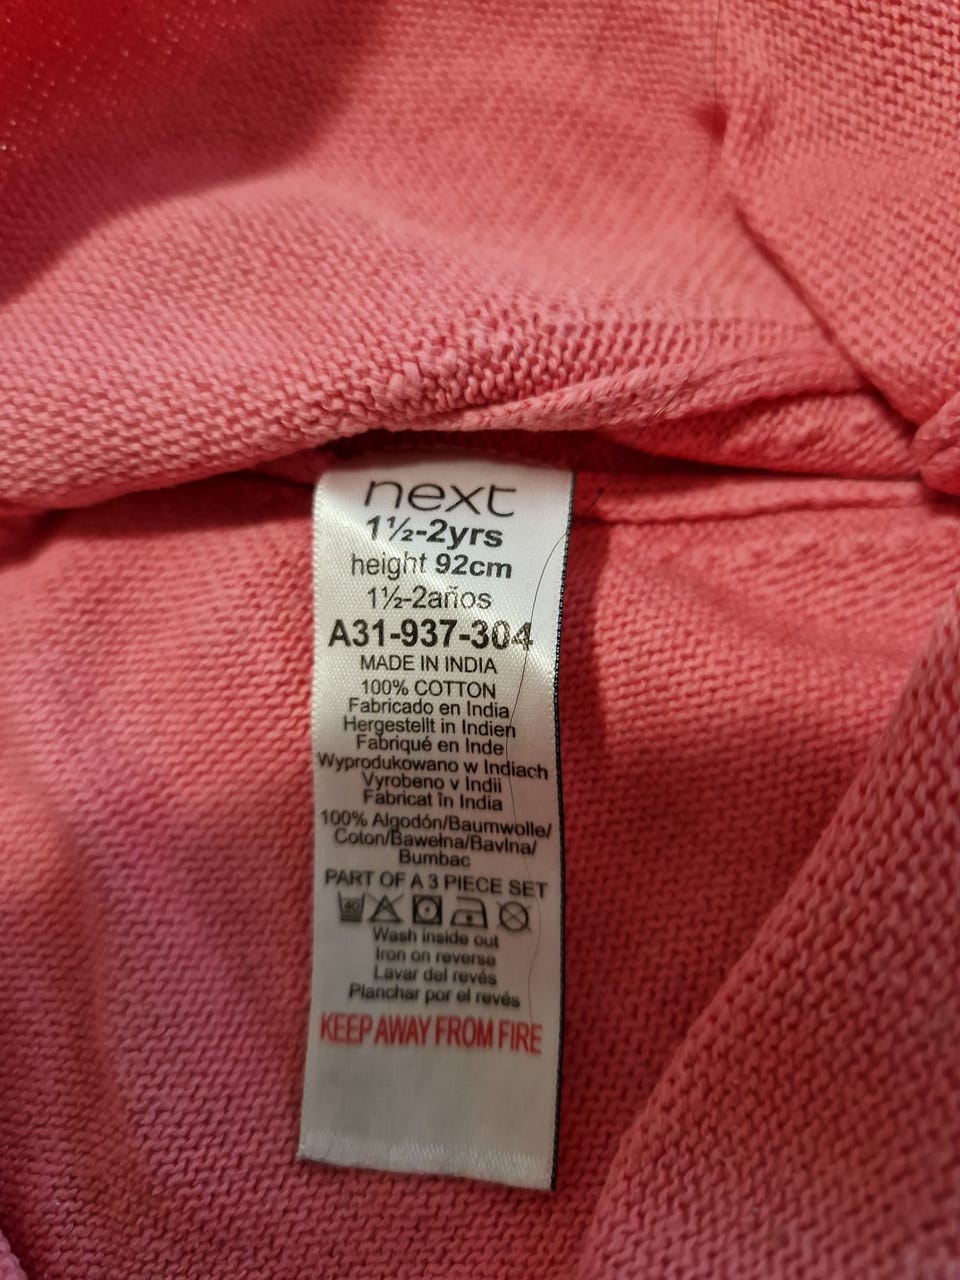 next
1½-2yrs
height 92cm
1½-2años
A31-937-304
MADE IN INDIA
100% COTTON
Fabricado en India
Hergestellt in Indien
Fabriqué en Inde
Wyprodukowano w Indiach
Vyrobeno v Indii
Fabricat în India
100% Algodón/Baumwolle/
Coton/Bawełna/Bavlna/
Bumbac
PART OF A 3 PIECE SET
40
Wash inside out
Iron on reverse
Lavar del revés
Planchar por el revés
KEEP AWAY FROM FIRE